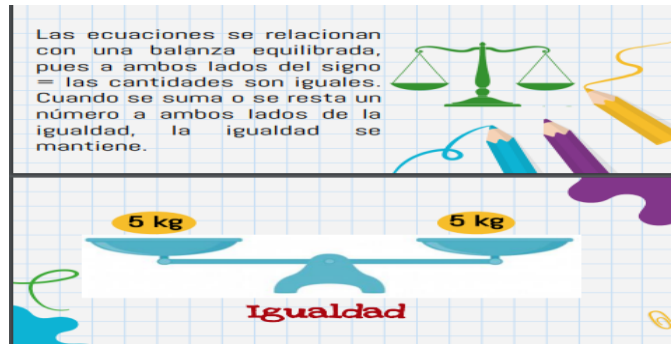 Las ecuaciones se relacionan
con una balanza equilibrada,
pues a ambos lados del signo
= las cantidades son iguales.
Cuando se suma o se resta un
número a ambos lados de la
igualdad, la igualdad se
mantiene.
5 kg 5 kg
Igualdad